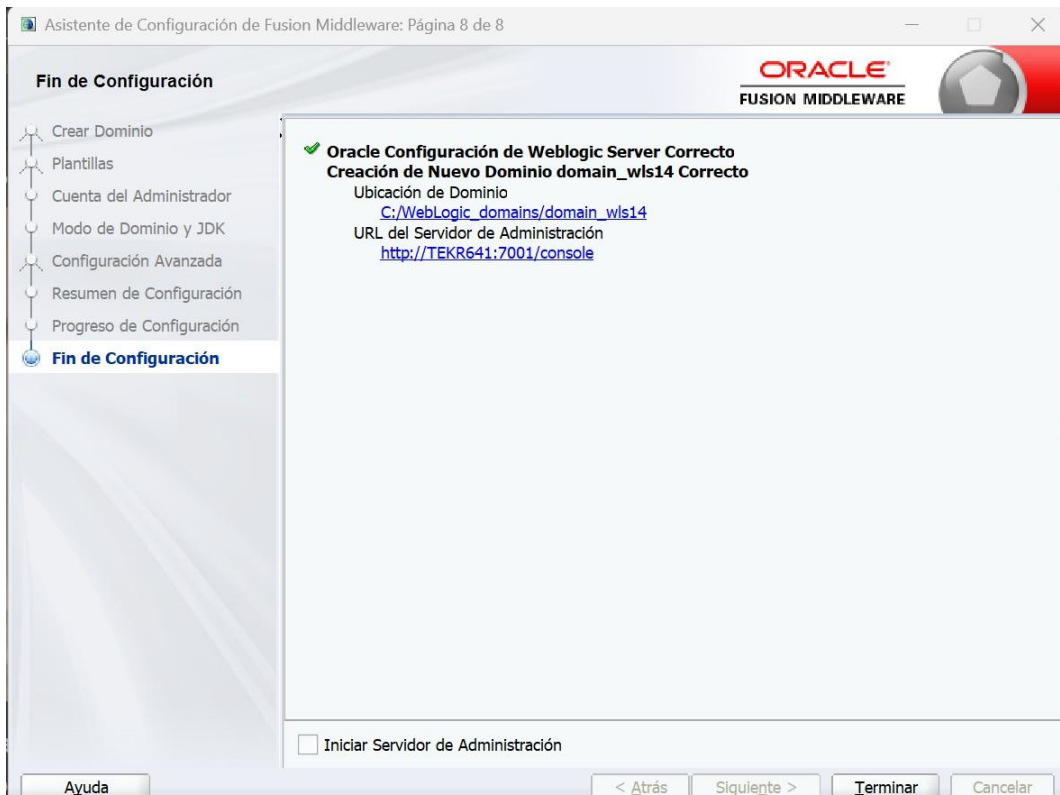 Asistente de Configuración de Fusion Middleware: Página 8 de 8
Fin de Configuración
ORACLE
FUSION MIDDLEWARE
Crear Dominio
Plantillas
Cuenta del Administrador
Modo de Dominio y JDK
Configuración Avanzada
Resumen de Configuración
Progreso de Configuración
Fin de Configuración
Oracle Configuración de Weblogic Server Correcto
Creación de Nuevo Dominio domain_wls14 Correcto
Ubicación de Dominio
C:/WebLogic_domains/domain_wls14
URL del Servidor de Administración
http://TEKR641:7001/console
Iniciar Servidor de Administración
Ayuda
< Atrás
Siguiente >
Terminar
Cancelar